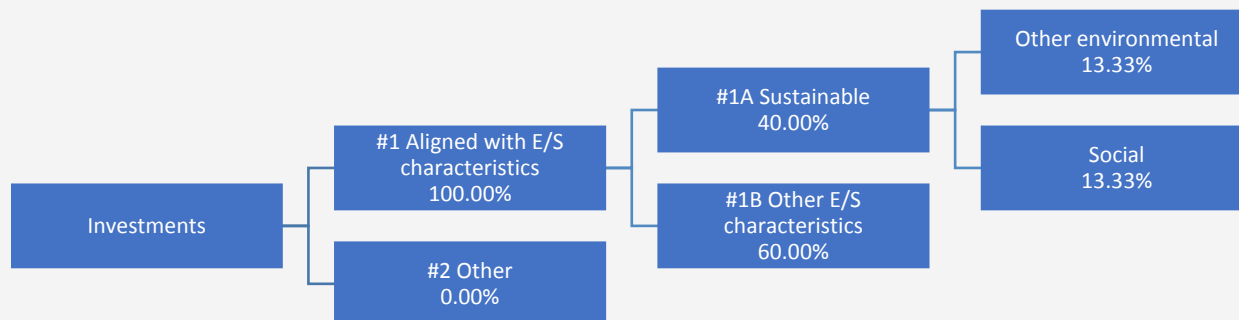 Investments
#1 Aligned with E/S
characteristics
100.00%
#2 Other
0.00%
#1A Sustainable
40.00%
#1B Other E/S
characteristics
60.00%
Other environmental
13.33%
Social
13.33%